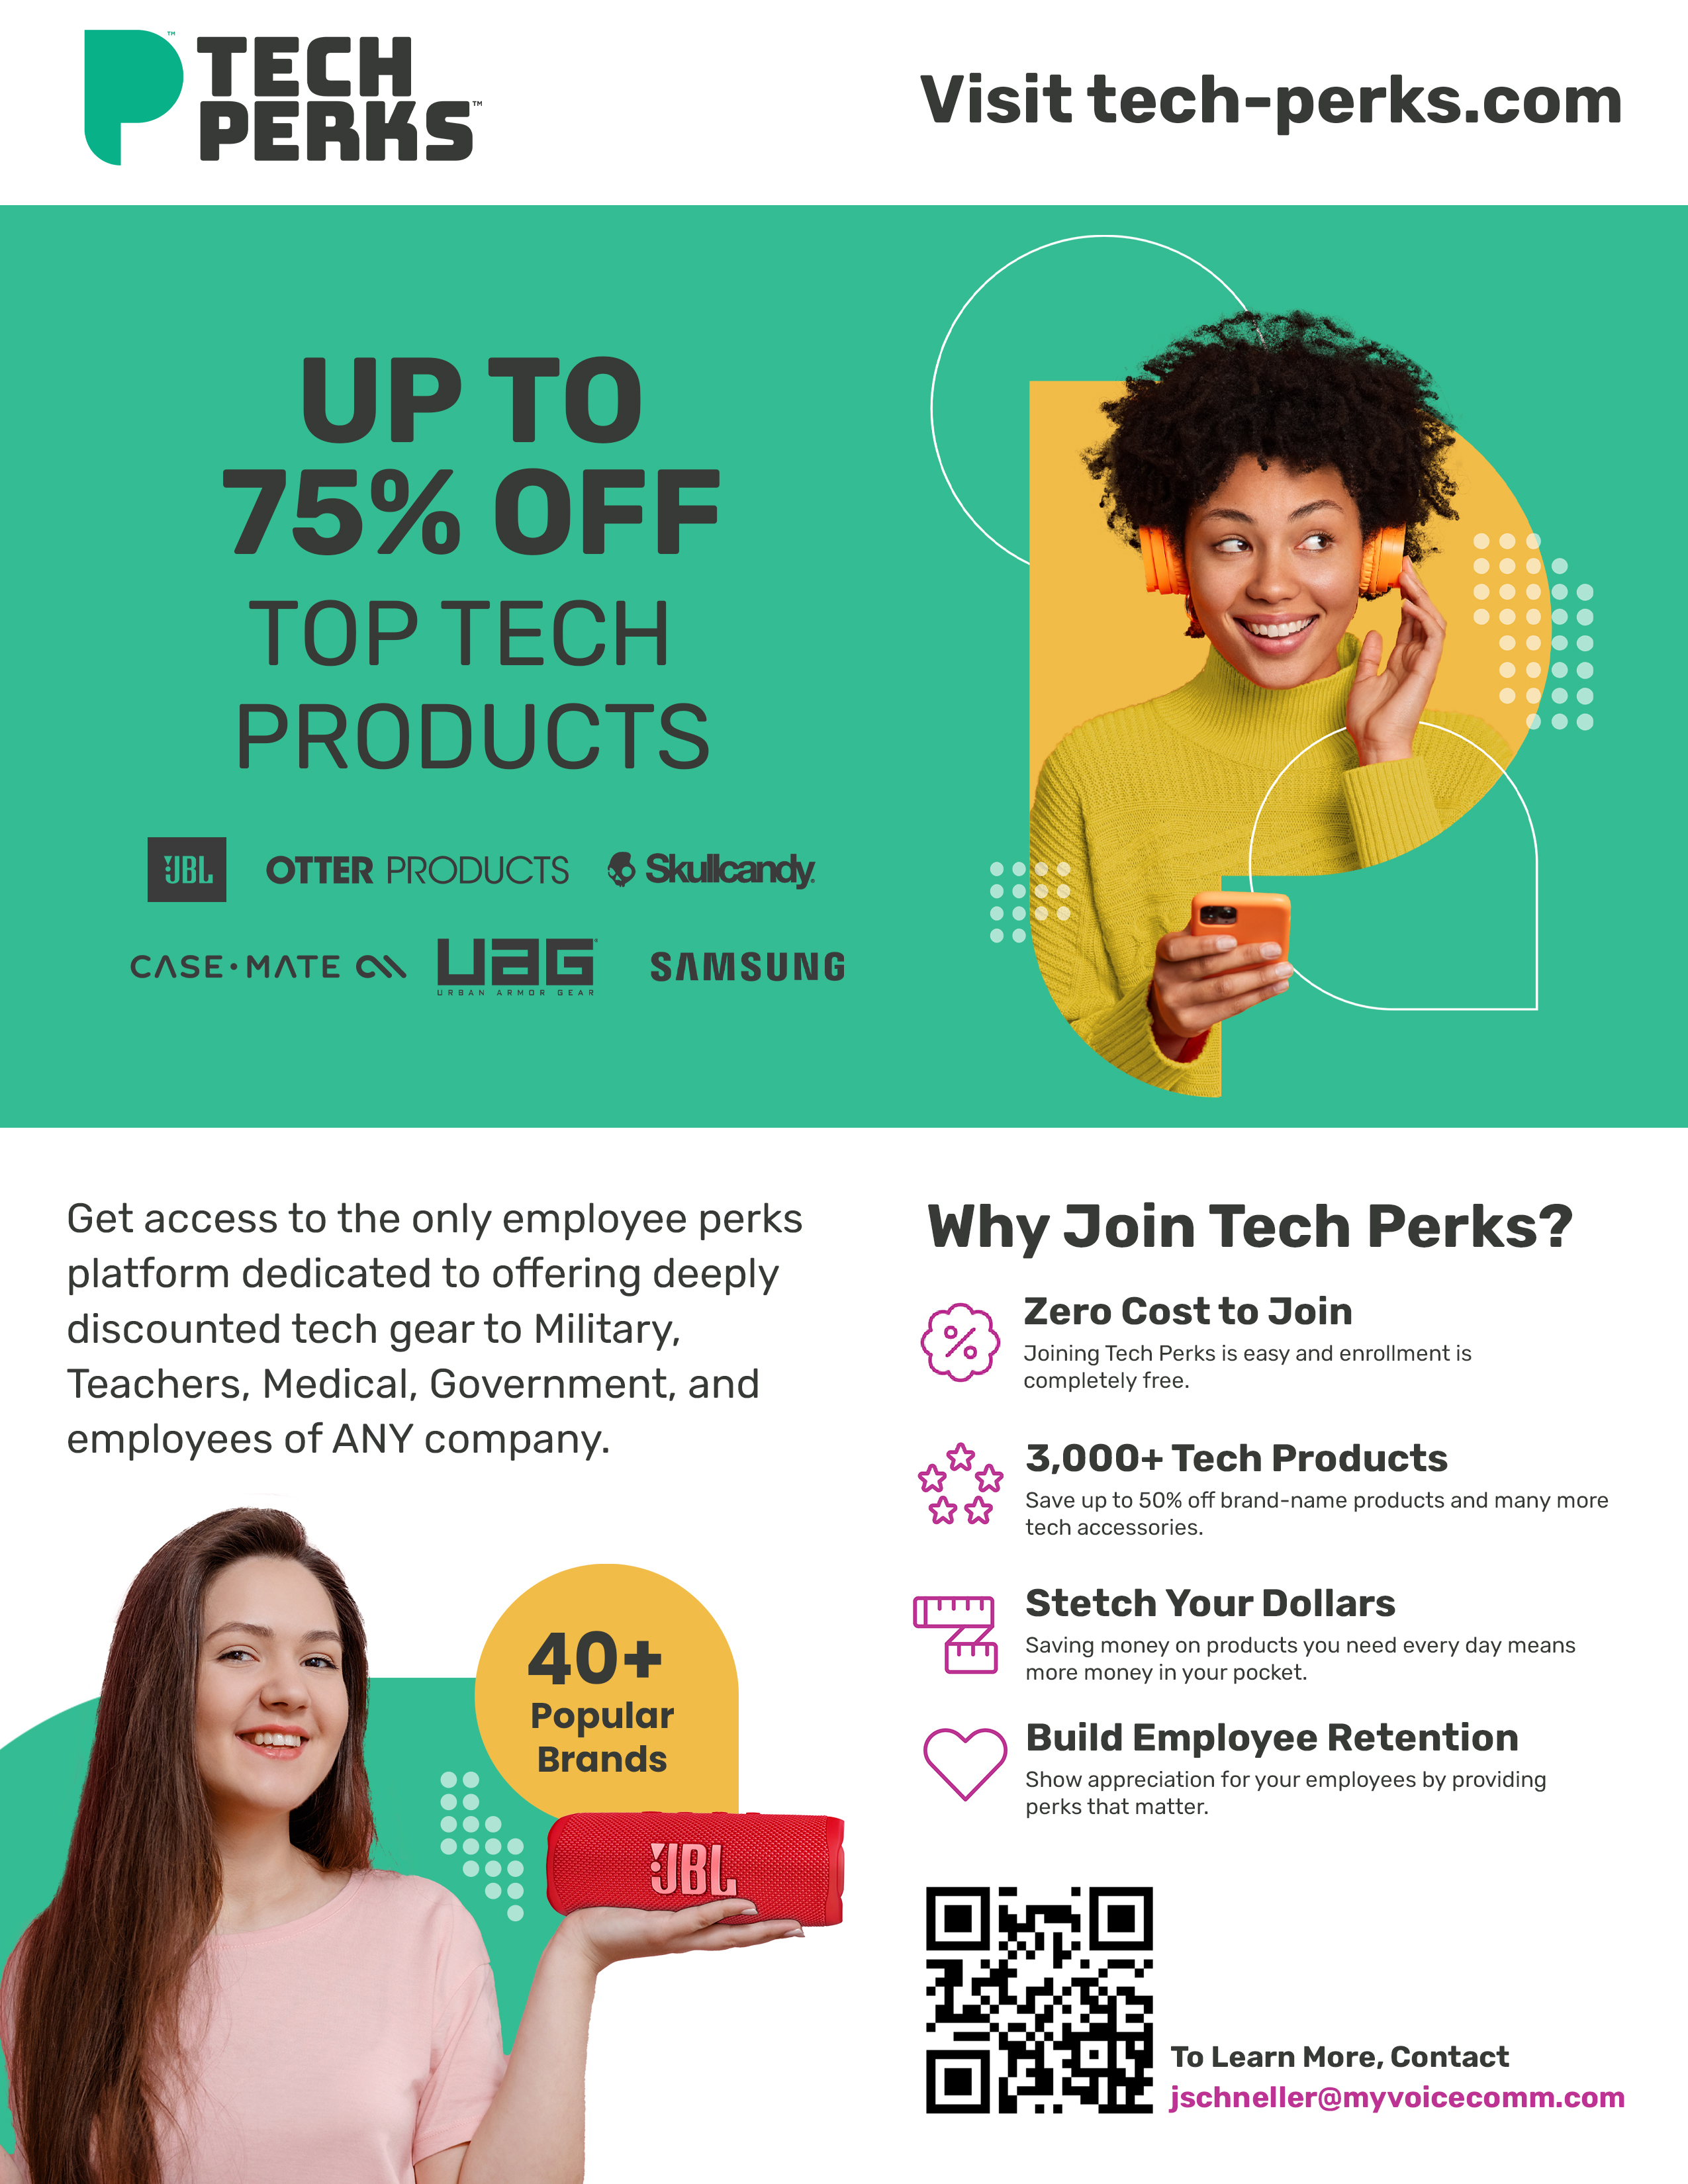 TECH
PERKS™
Visit tech-perks.com
UP TO
75% OFF
TOP TECH
PRODUCTS
JBL
OTTER PRODUCTS
Skullcandy®
CASE•MATE
UAG®
URBAN ARMOR GEAR
SAMSUNG
Get access to the only employee perks
platform dedicated to offering deeply
discounted tech gear to Military,
Teachers, Medical, Government, and
employees of ANY company.
40+
Popular
Brands
JBL
Why Join Tech Perks?
Zero Cost to Join
Joining Tech Perks is easy and enrollment is
completely free.
3,000+ Tech Products
Save up to 50% off brand-name products and many more
tech accessories.
Stetch Your Dollars
Saving money on products you need every day means
more money in your pocket.
Build Employee Retention
Show appreciation for your employees by providing
perks that matter.
To Learn More, Contact
jschneller@myvoicecomm.com